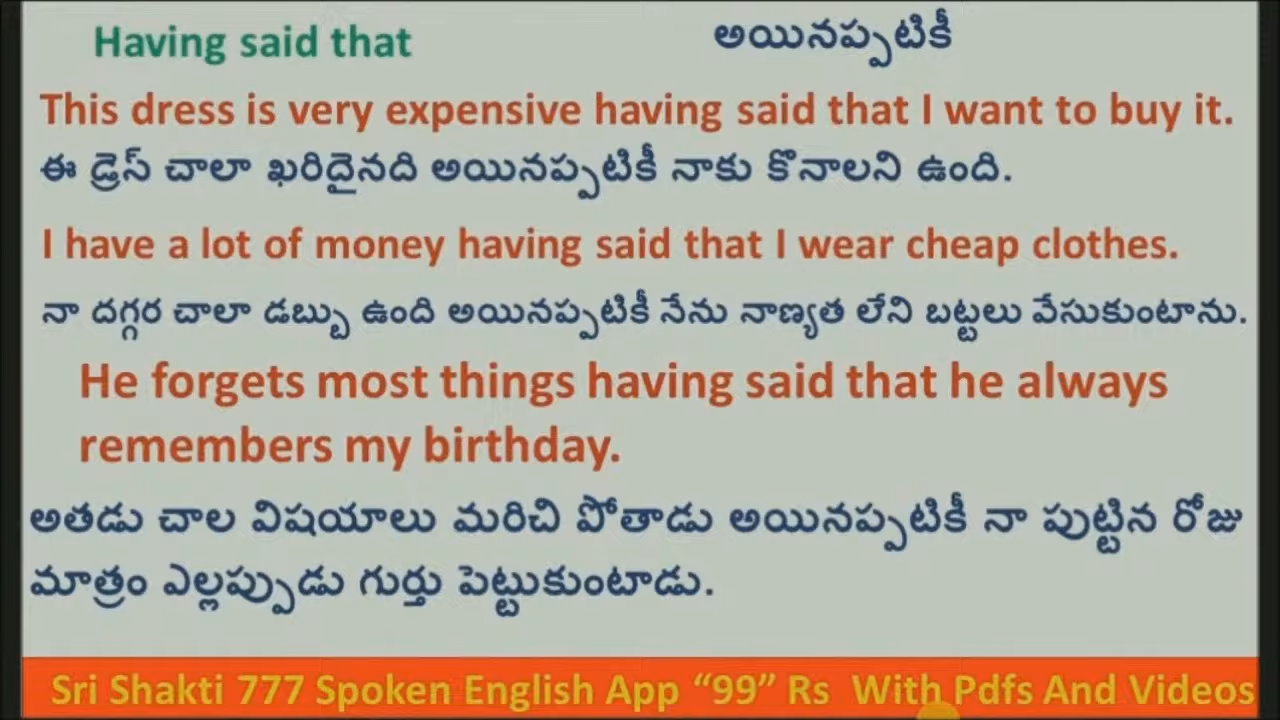 Having said that అయినప్పటికీ
This dress is very expensive having said that I want to buy it.
ఈ డ్రెస్ చాలా ఖరిదైనది అయినప్పటికీ నాకు కొనాలని ఉంది.
I have a lot of money having said that I wear cheap clothes.
నా దగ్గర చాలా డబ్బు ఉంది అయినప్పటికీ నేను నాణ్యత లేని బట్టలు వేసుకుంటాను.
He forgets most things having said that he always
remembers my birthday.
అతడు చాల విషయాలు మరిచి పోతాడు అయినప్పటికీ నా పుట్టిన రోజు
మాత్రం ఎల్లప్పుడు గుర్తు పెట్టుకుంటాడు.
Sri Shakti 777 Spoken English App “99” Rs With Pdfs And Videos